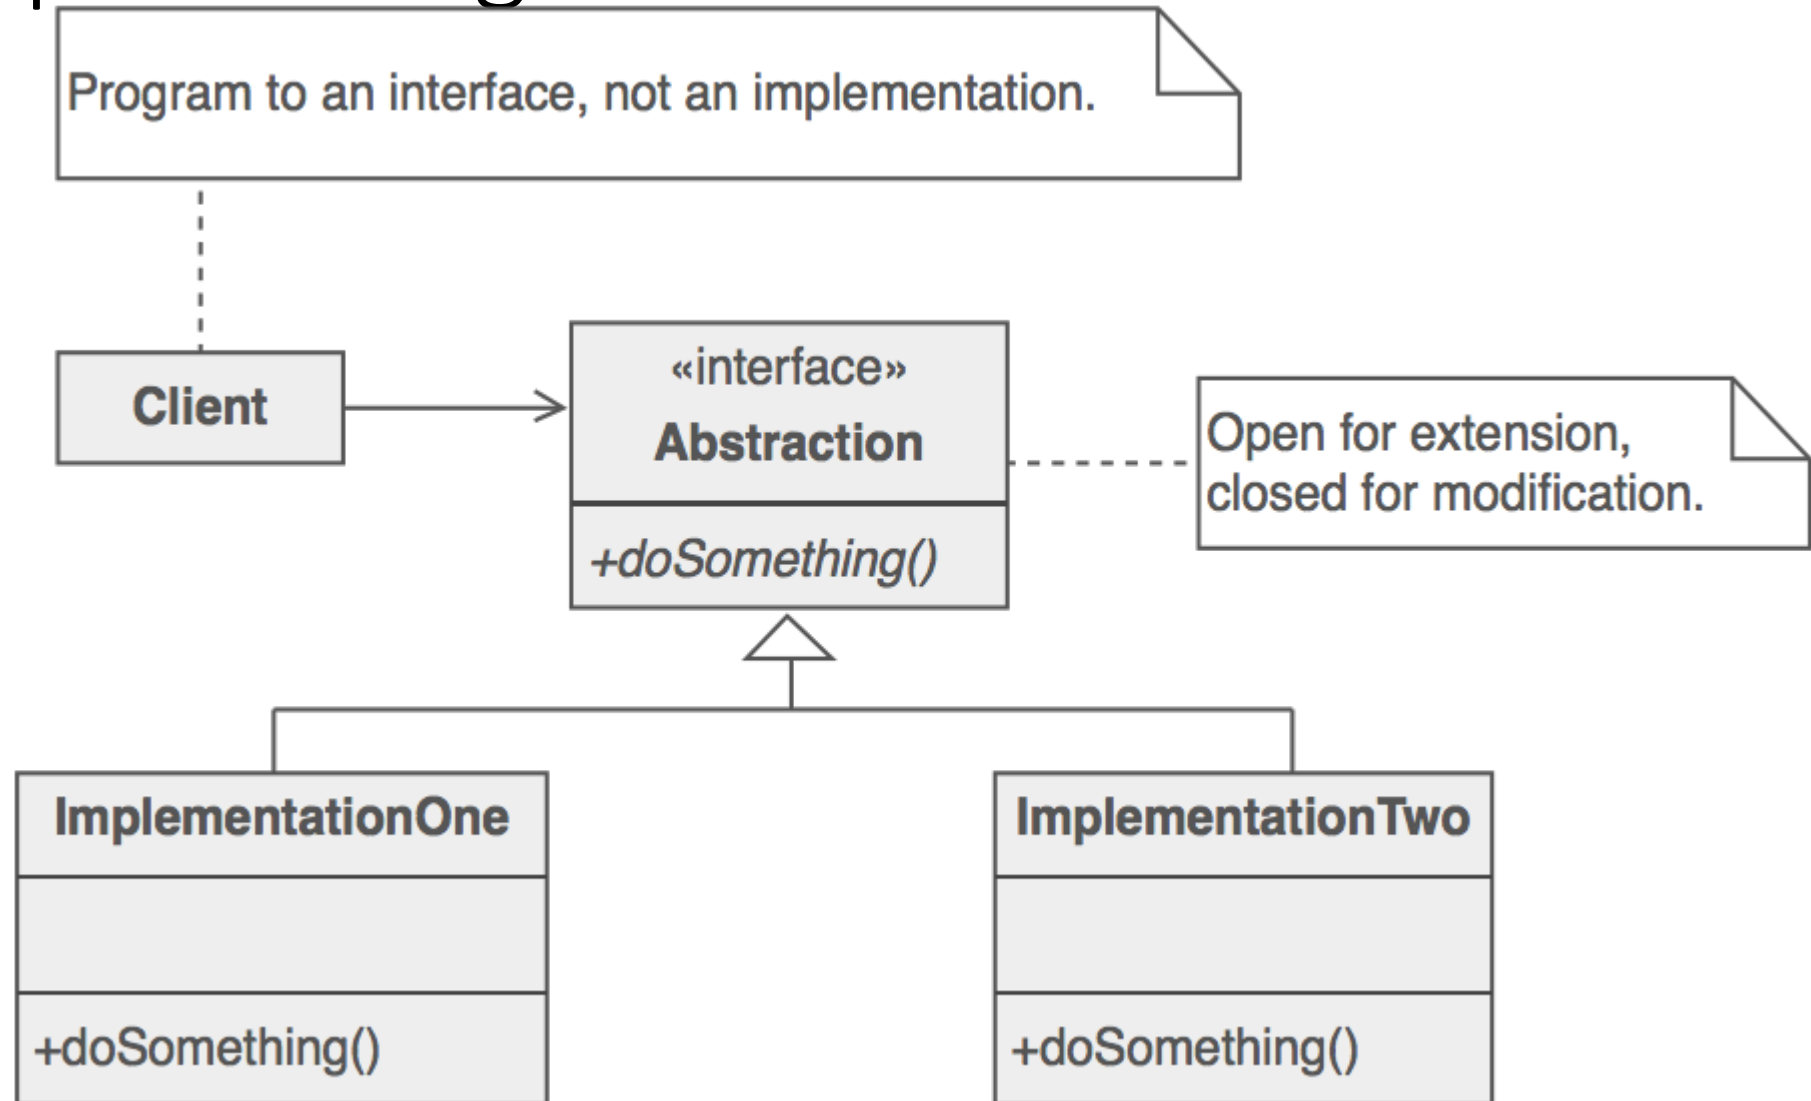 Program to an interface, not an implementation.
Client
«interface»
Abstraction
+doSomething()
Open for extension,
closed for modification.
ImplementationOne
+doSomething()
ImplementationTwo
+doSomething()